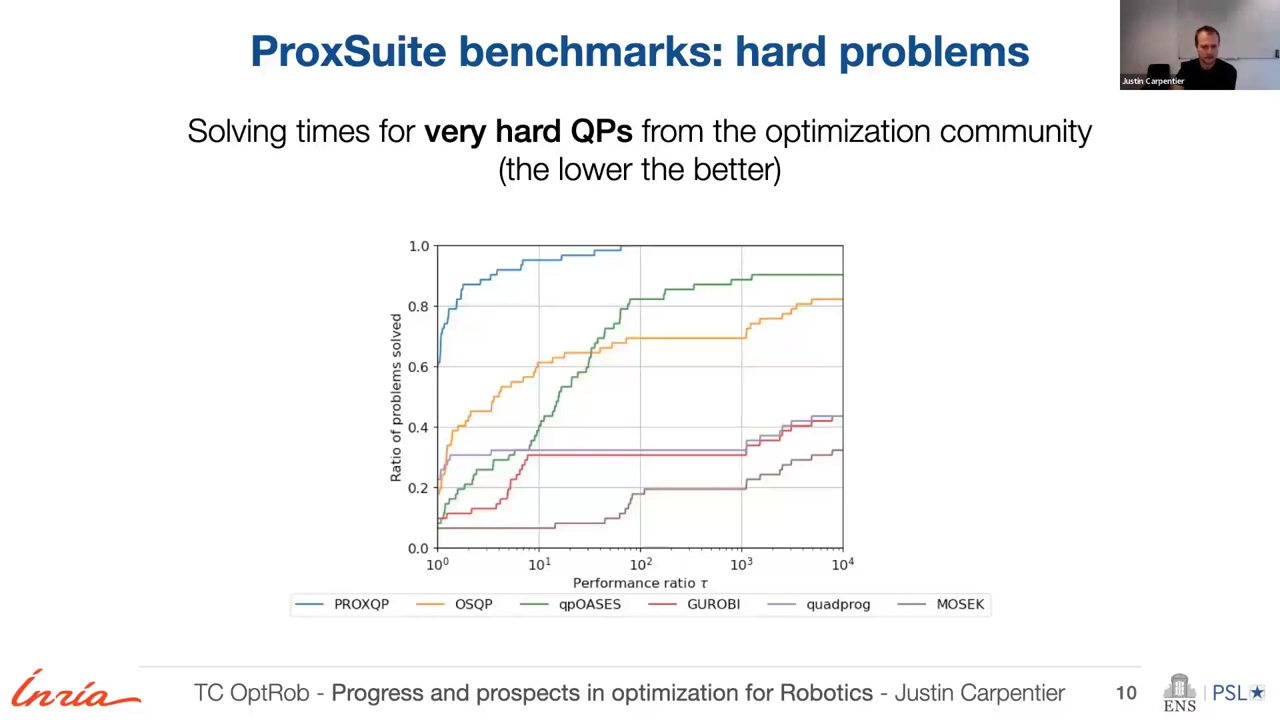 ProxSuite benchmarks: hard problems
Justin Carpentier
Solving times for very hard QPs from the optimization community
(the lower the better)
1.0
0.8
0.6
0.4
0.2
0.0
Ratio of problems solved
10⁰ 10¹ 10² 10³ 10⁴
Performance ratio τ
PROXQP OSQP qpOASES GUROBI quadprog MOSEK
Inria TC OptRob - Progress and prospects in optimization for Robotics - Justin Carpentier 10 ENS PSL